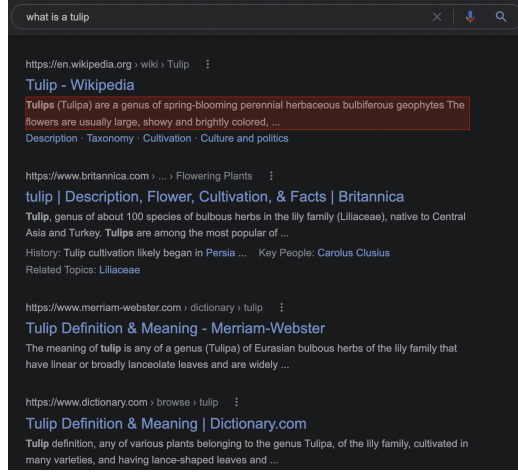 what is a tulip
https://en.wikipedia.org › wiki › Tulip
Tulip - Wikipedia
Tulips (Tulipa) are a genus of spring-blooming perennial herbaceous bulbiferous geophytes The
flowers are usually large, showy and brightly colored, ...
Description · Taxonomy · Cultivation · Culture and politics
https://www.britannica.com › ... › Flowering Plants
tulip | Description, Flower, Cultivation, & Facts | Britannica
Tulip, genus of about 100 species of bulbous herbs in the lily family (Liliaceae), native to Central
Asia and Turkey. Tulips are among the most popular of ...
History: Tulip cultivation likely began in Persia ... Key People: Carolus Clusius
Related Topics: Liliaceae
https://www.merriam-webster.com › dictionary › tulip
Tulip Definition & Meaning - Merriam-Webster
The meaning of tulip is any of a genus (Tulipa) of Eurasian bulbous herbs of the lily family that
have linear or broadly lanceolate leaves and are widely ...
https://www.dictionary.com › browse › tulip
Tulip Definition & Meaning | Dictionary.com
Tulip definition, any of various plants belonging to the genus Tulipa, of the lily family, cultivated in
many varieties, and having lance-shaped leaves and ...